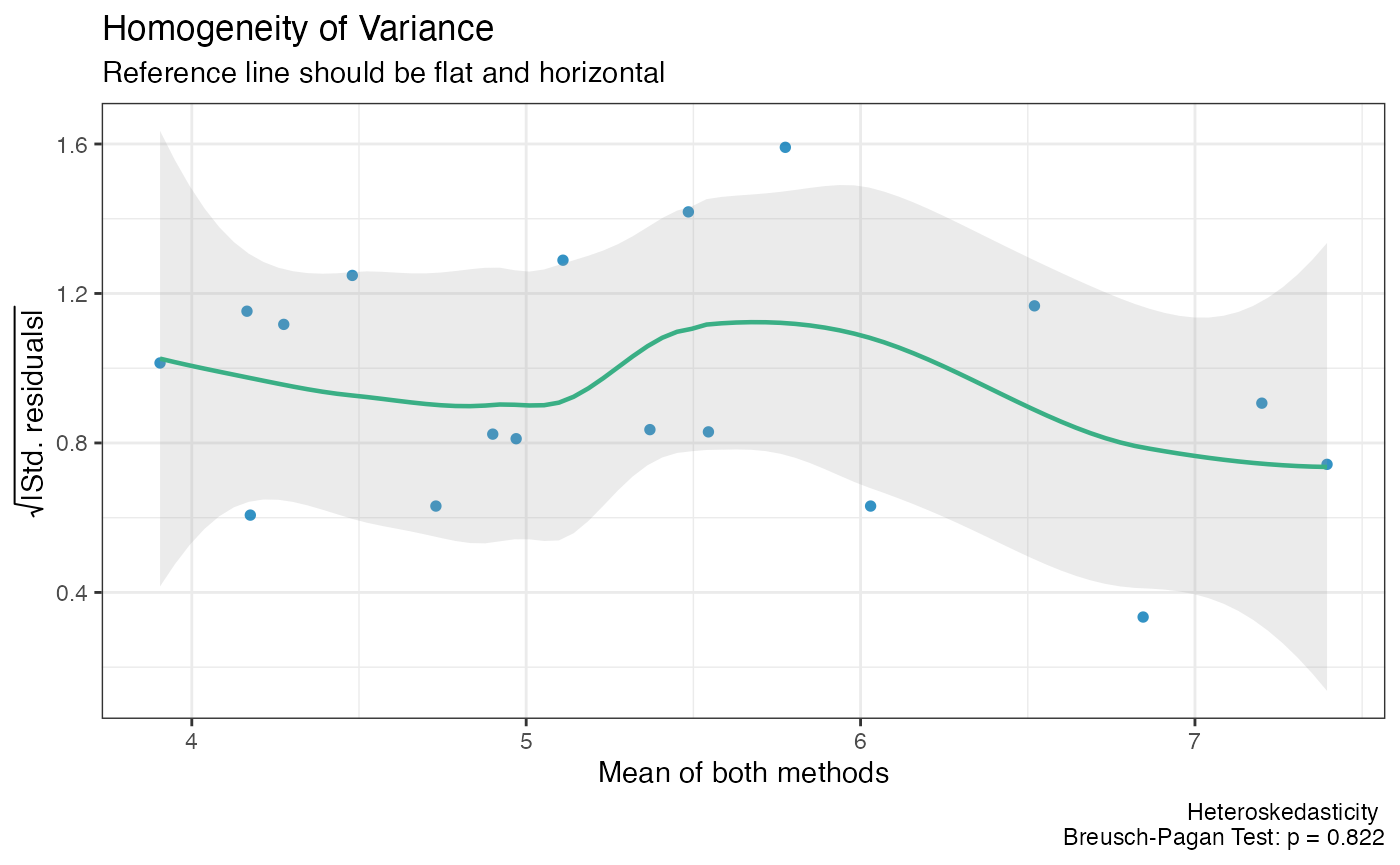 Homogeneity of Variance
Reference line should be flat and horizontal
√|Std. residuals|
1.6
1.2
0.8
0.4
4 5 6 7
Mean of both methods
Heteroskedasticity
Breusch-Pagan Test: p = 0.822